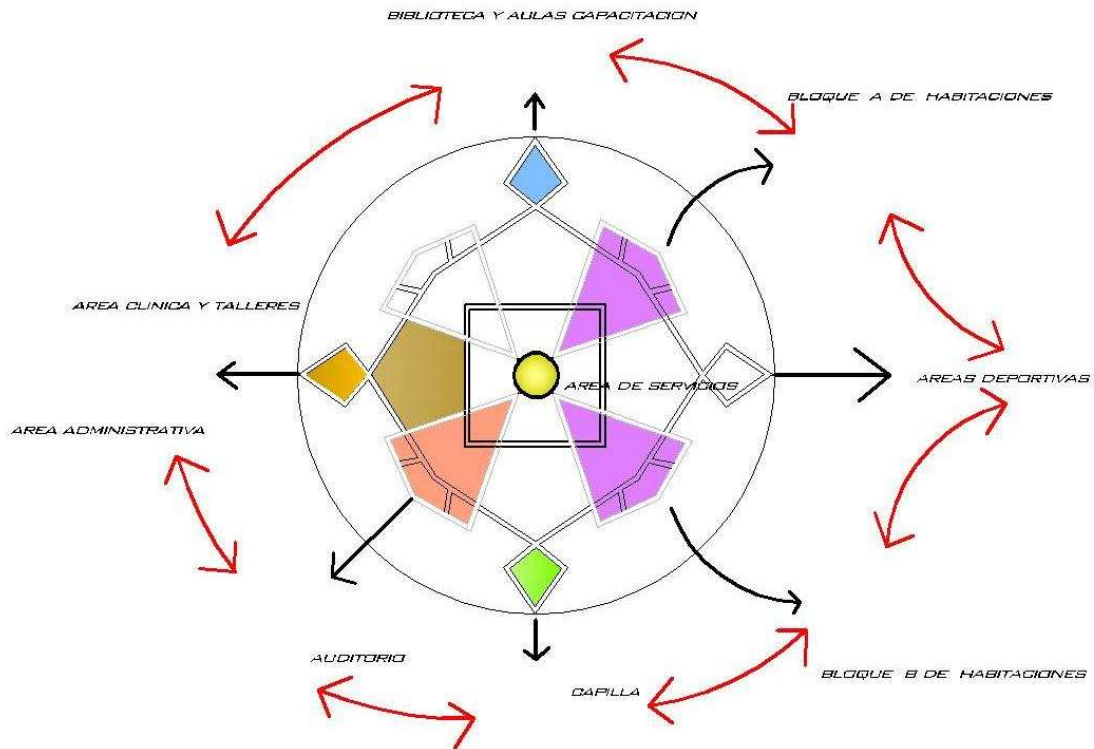 BIBLIOTECA Y AULAS CAPACITACION
BLOQUE A DE HABITACIONES
AREA CLINICA Y TALLERES
AREA DE SERVICIOS
AREAS DEPORTIVAS
AREA ADMINISTRATIVA
AUDITORIO
CAPILLA
BLOQUE B DE HABITACIONES